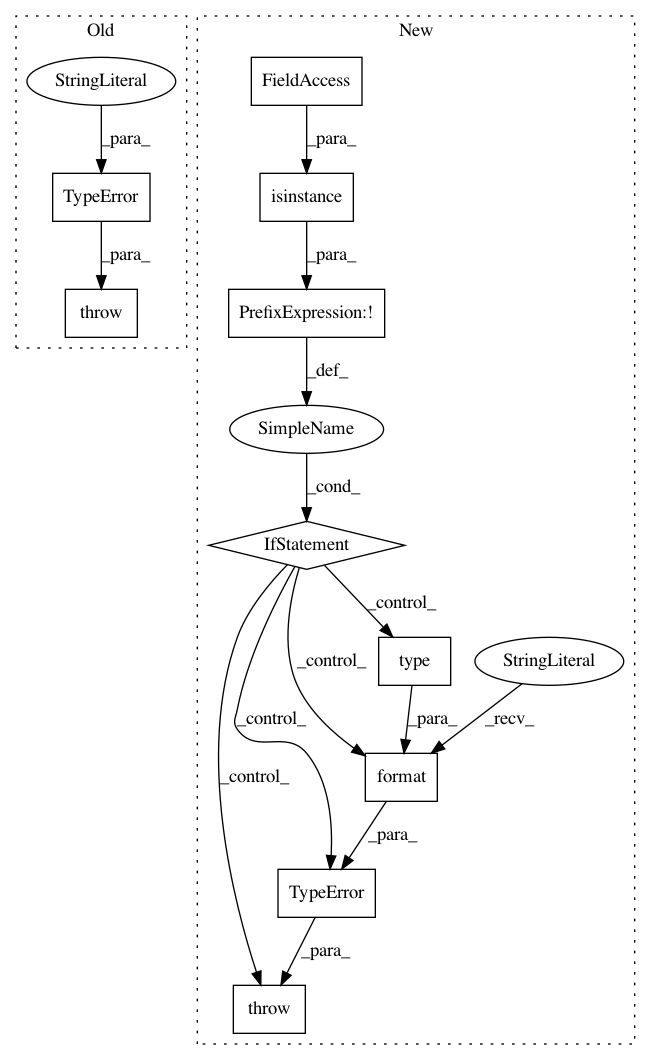 Old
New
StringLiteral
FieldAccess
_para_
_para_
TypeError
isinstance
_para_
_para_
throw
PrefixExpression:!
_def_
SimpleName
_cond_
IfStatement
_control_
type
StringLiteral
_control_
_control_
_para_
_recv_
_control_
format
_para_
TypeError
_para_
throw